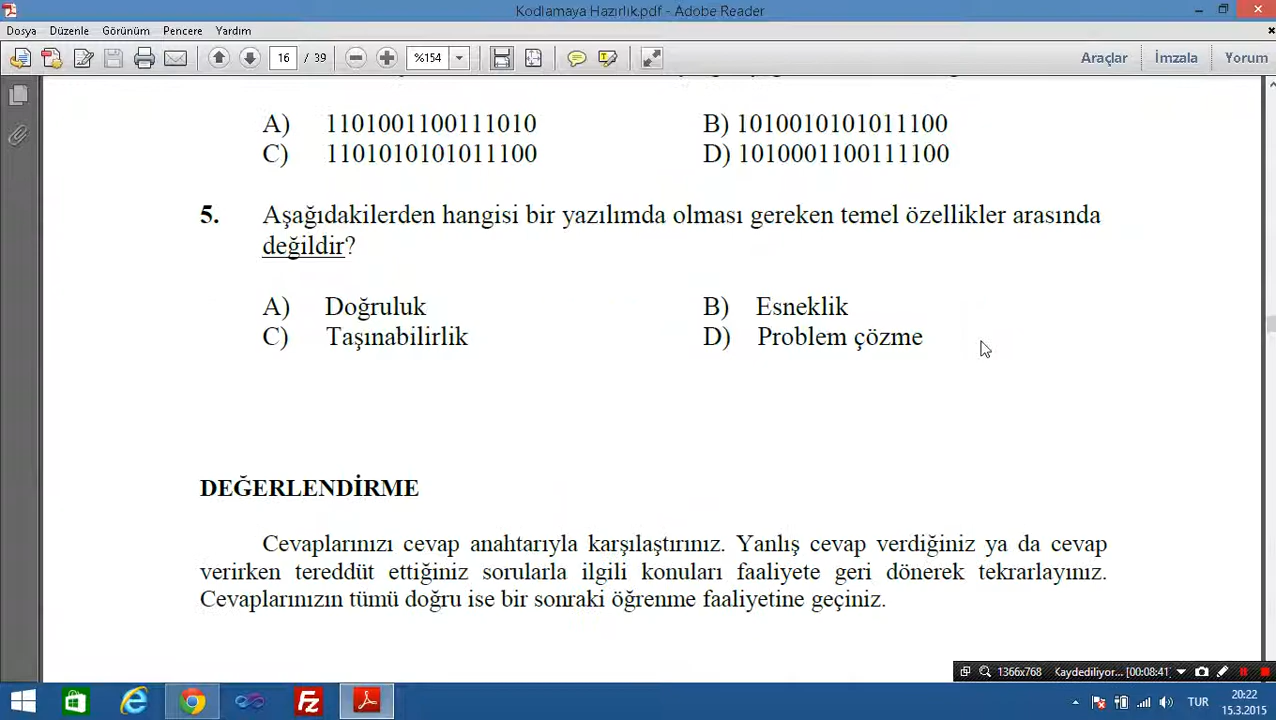 Kodlamaya Hazırlık.pdf - Adobe Reader
Dosya Düzenle Görünüm Pencere Yardım
16 / 39 %154 Araçlar İmzala Yorum
A) 1101001100111010 B) 1010010101011100
C) 1101010101011100 D) 1010001100111100
5. Aşağıdakilerden hangisi bir yazılımda olması gereken temel özellikler arasında
değildir?
A) Doğruluk B) Esneklik
C) Taşınabilirlik D) Problem çözme
DEĞERLENDİRME
Cevaplarınızı cevap anahtarıyla karşılaştırınız. Yanlış cevap verdiğiniz ya da cevap
verirken tereddüt ettiğiniz sorularla ilgili konuları faaliyete geri dönerek tekrarlayınız.
Cevaplarınızın tümü doğru ise bir sonraki öğrenme faaliyetine geçiniz.
1366x768 Kaydediliyor... [00:08:41]
TUR 20:22
15.3.2015